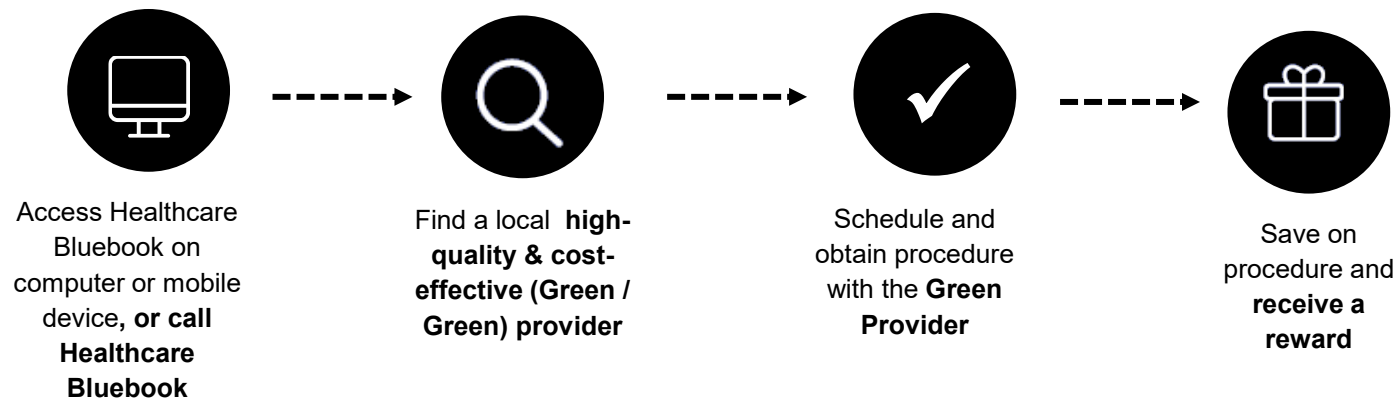 Access Healthcare
Bluebook on
computer or mobile
device, or call
Healthcare
Bluebook
Find a local high-
quality & cost-
effective (Green /
Green) provider
Schedule and
obtain procedure
with the Green
Provider
Save on
procedure and
receive a
reward